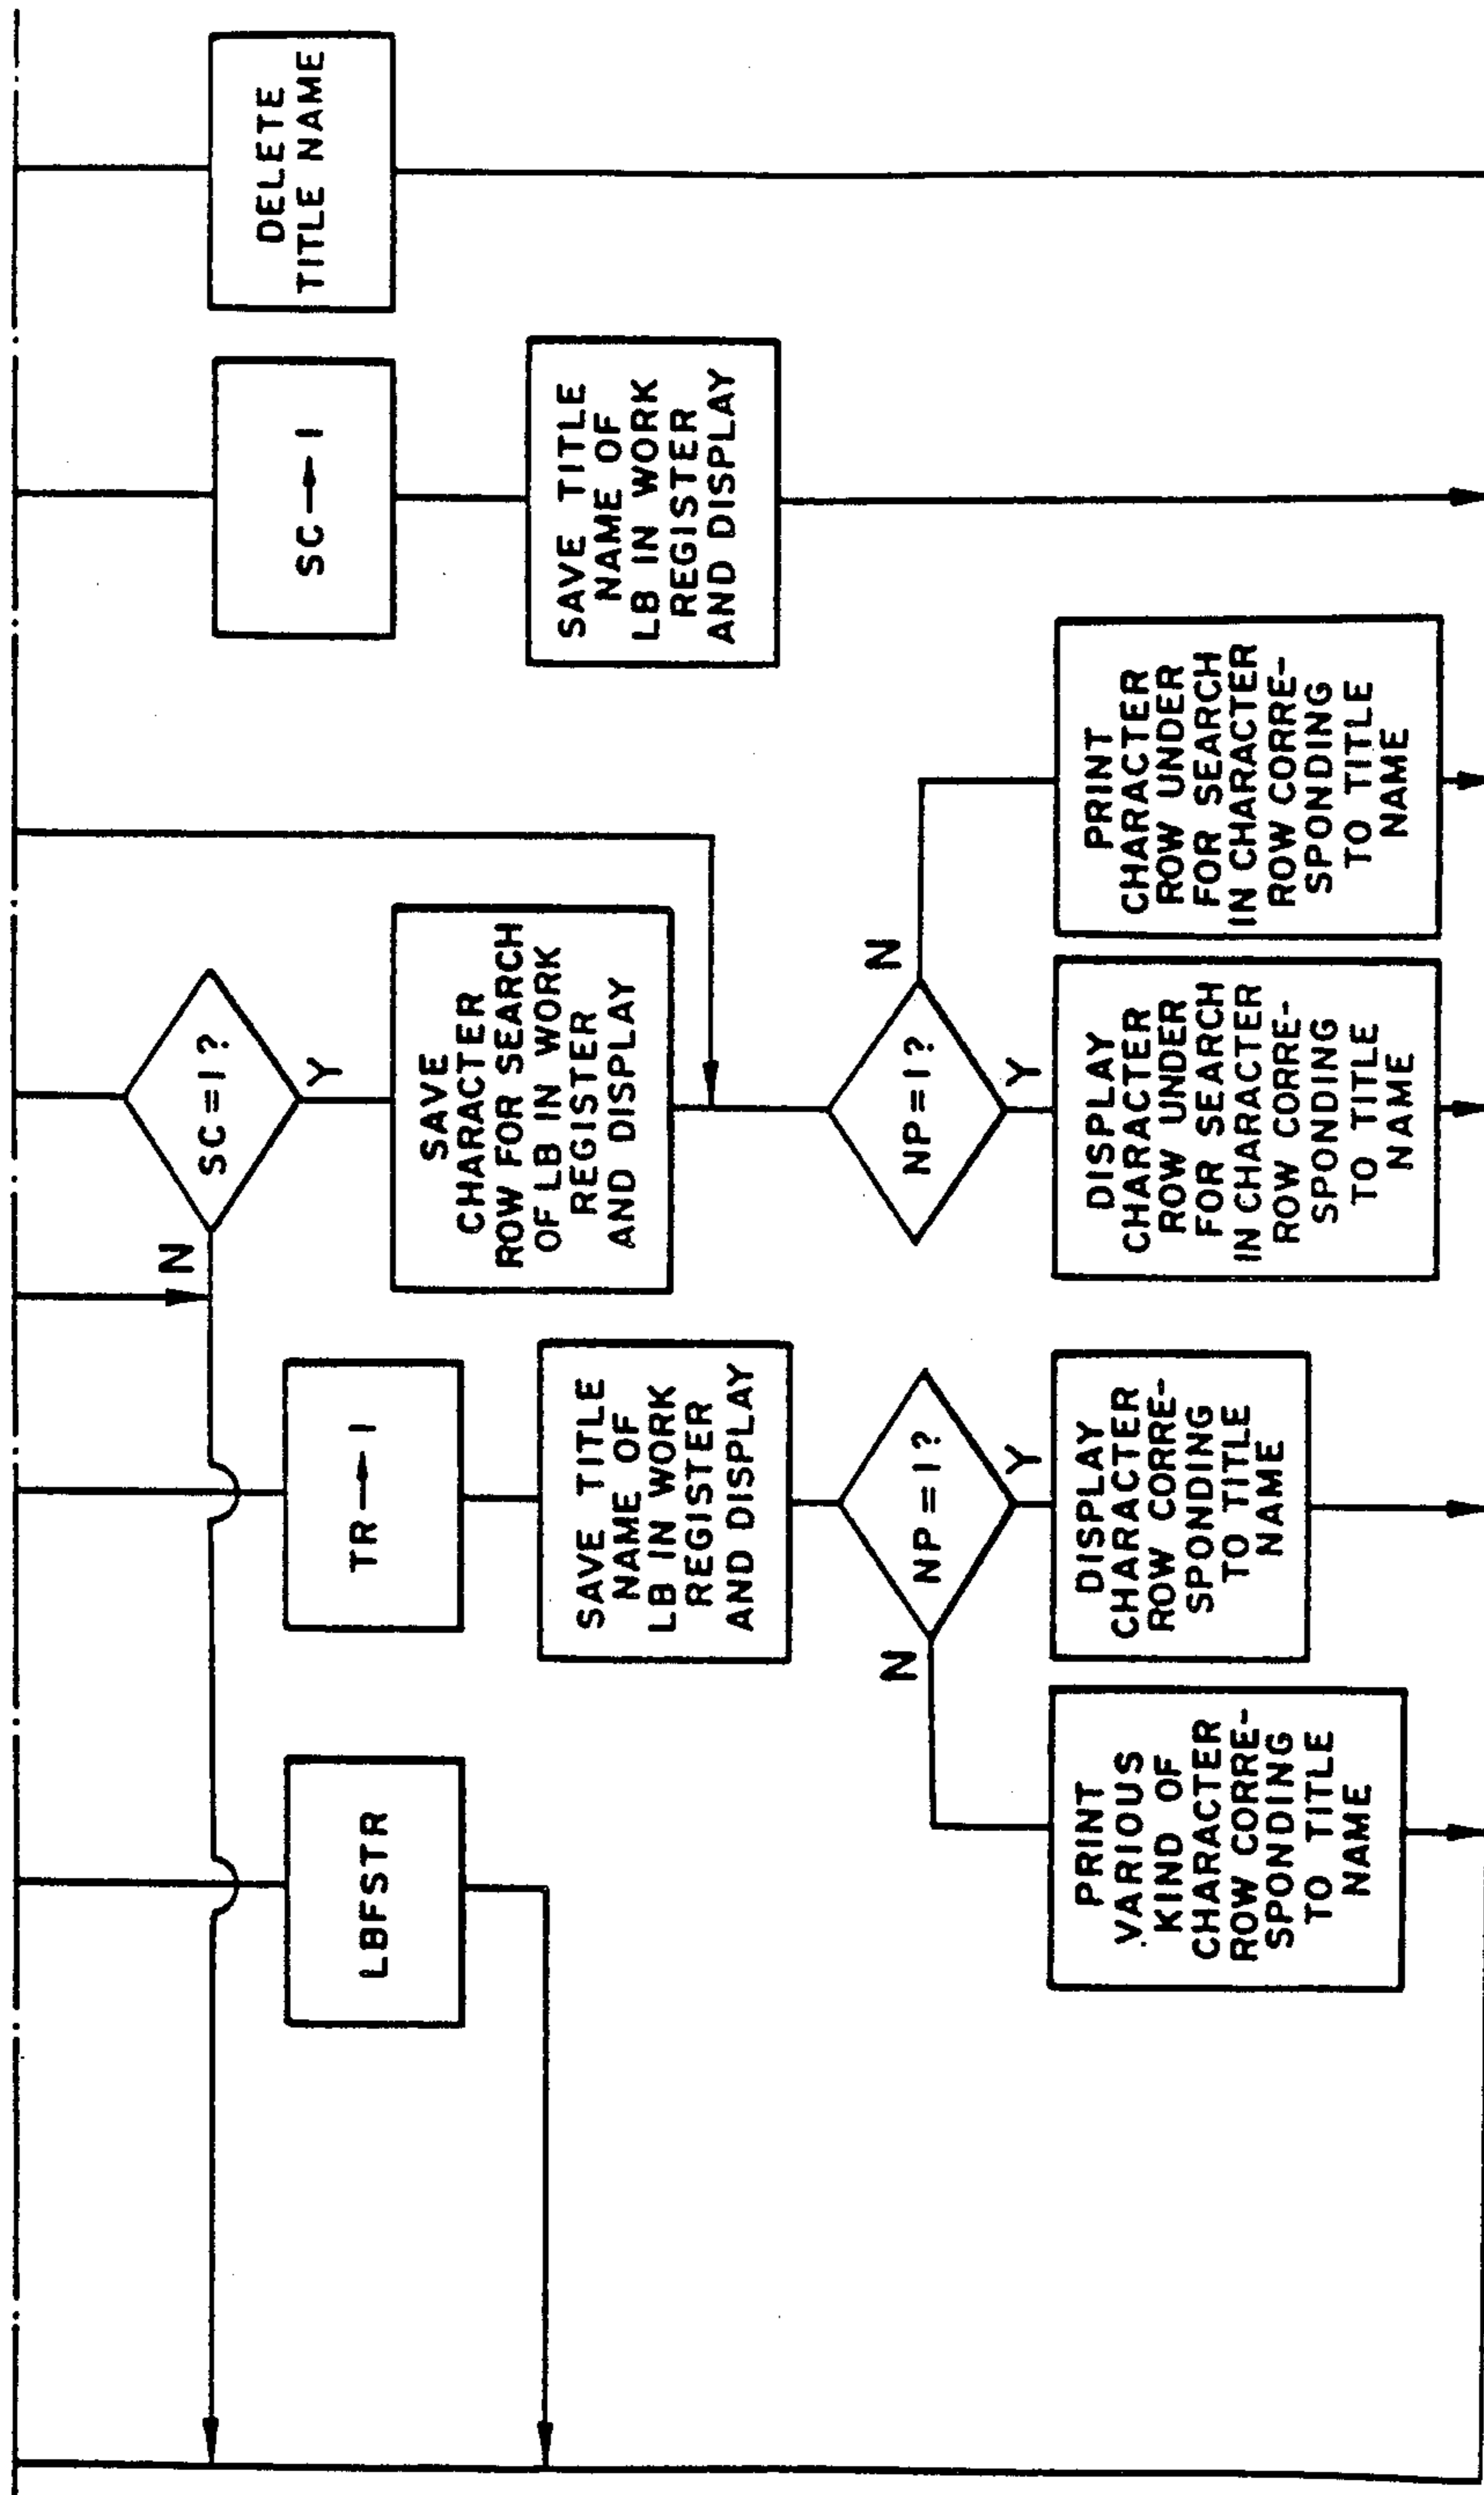 LBFSTR
TR←1
SAVE TITLE
NAME OF
LB IN WORK
REGISTER
AND DISPLAY
NP=1?
N
Y
PRINT
VARIOUS
KIND OF
CHARACTER
ROW CORRE-
SPONDING
TO TITLE
NAME
DISPLAY
CHARACTER
ROW CORRE-
SPONDING
TO TITLE
NAME
N
SC=1?
Y
SAVE
CHARACTER
ROW FOR SEARCH
OF LB IN WORK
REGISTER
AND DISPLAY
NP=1?
N
Y
DISPLAY
CHARACTER
ROW UNDER
FOR SEARCH
IN CHARACTER
ROW CORRE-
SPONDING
TO TITLE
NAME
PRINT
CHARACTER
ROW UNDER
FOR SEARCH
IN CHARACTER
ROW CORRE-
SPONDING
TO TITLE
NAME
SC←1
SAVE TITLE
NAME OF
LB IN WORK
REGISTER
AND DISPLAY
DELETE
TITLE NAME